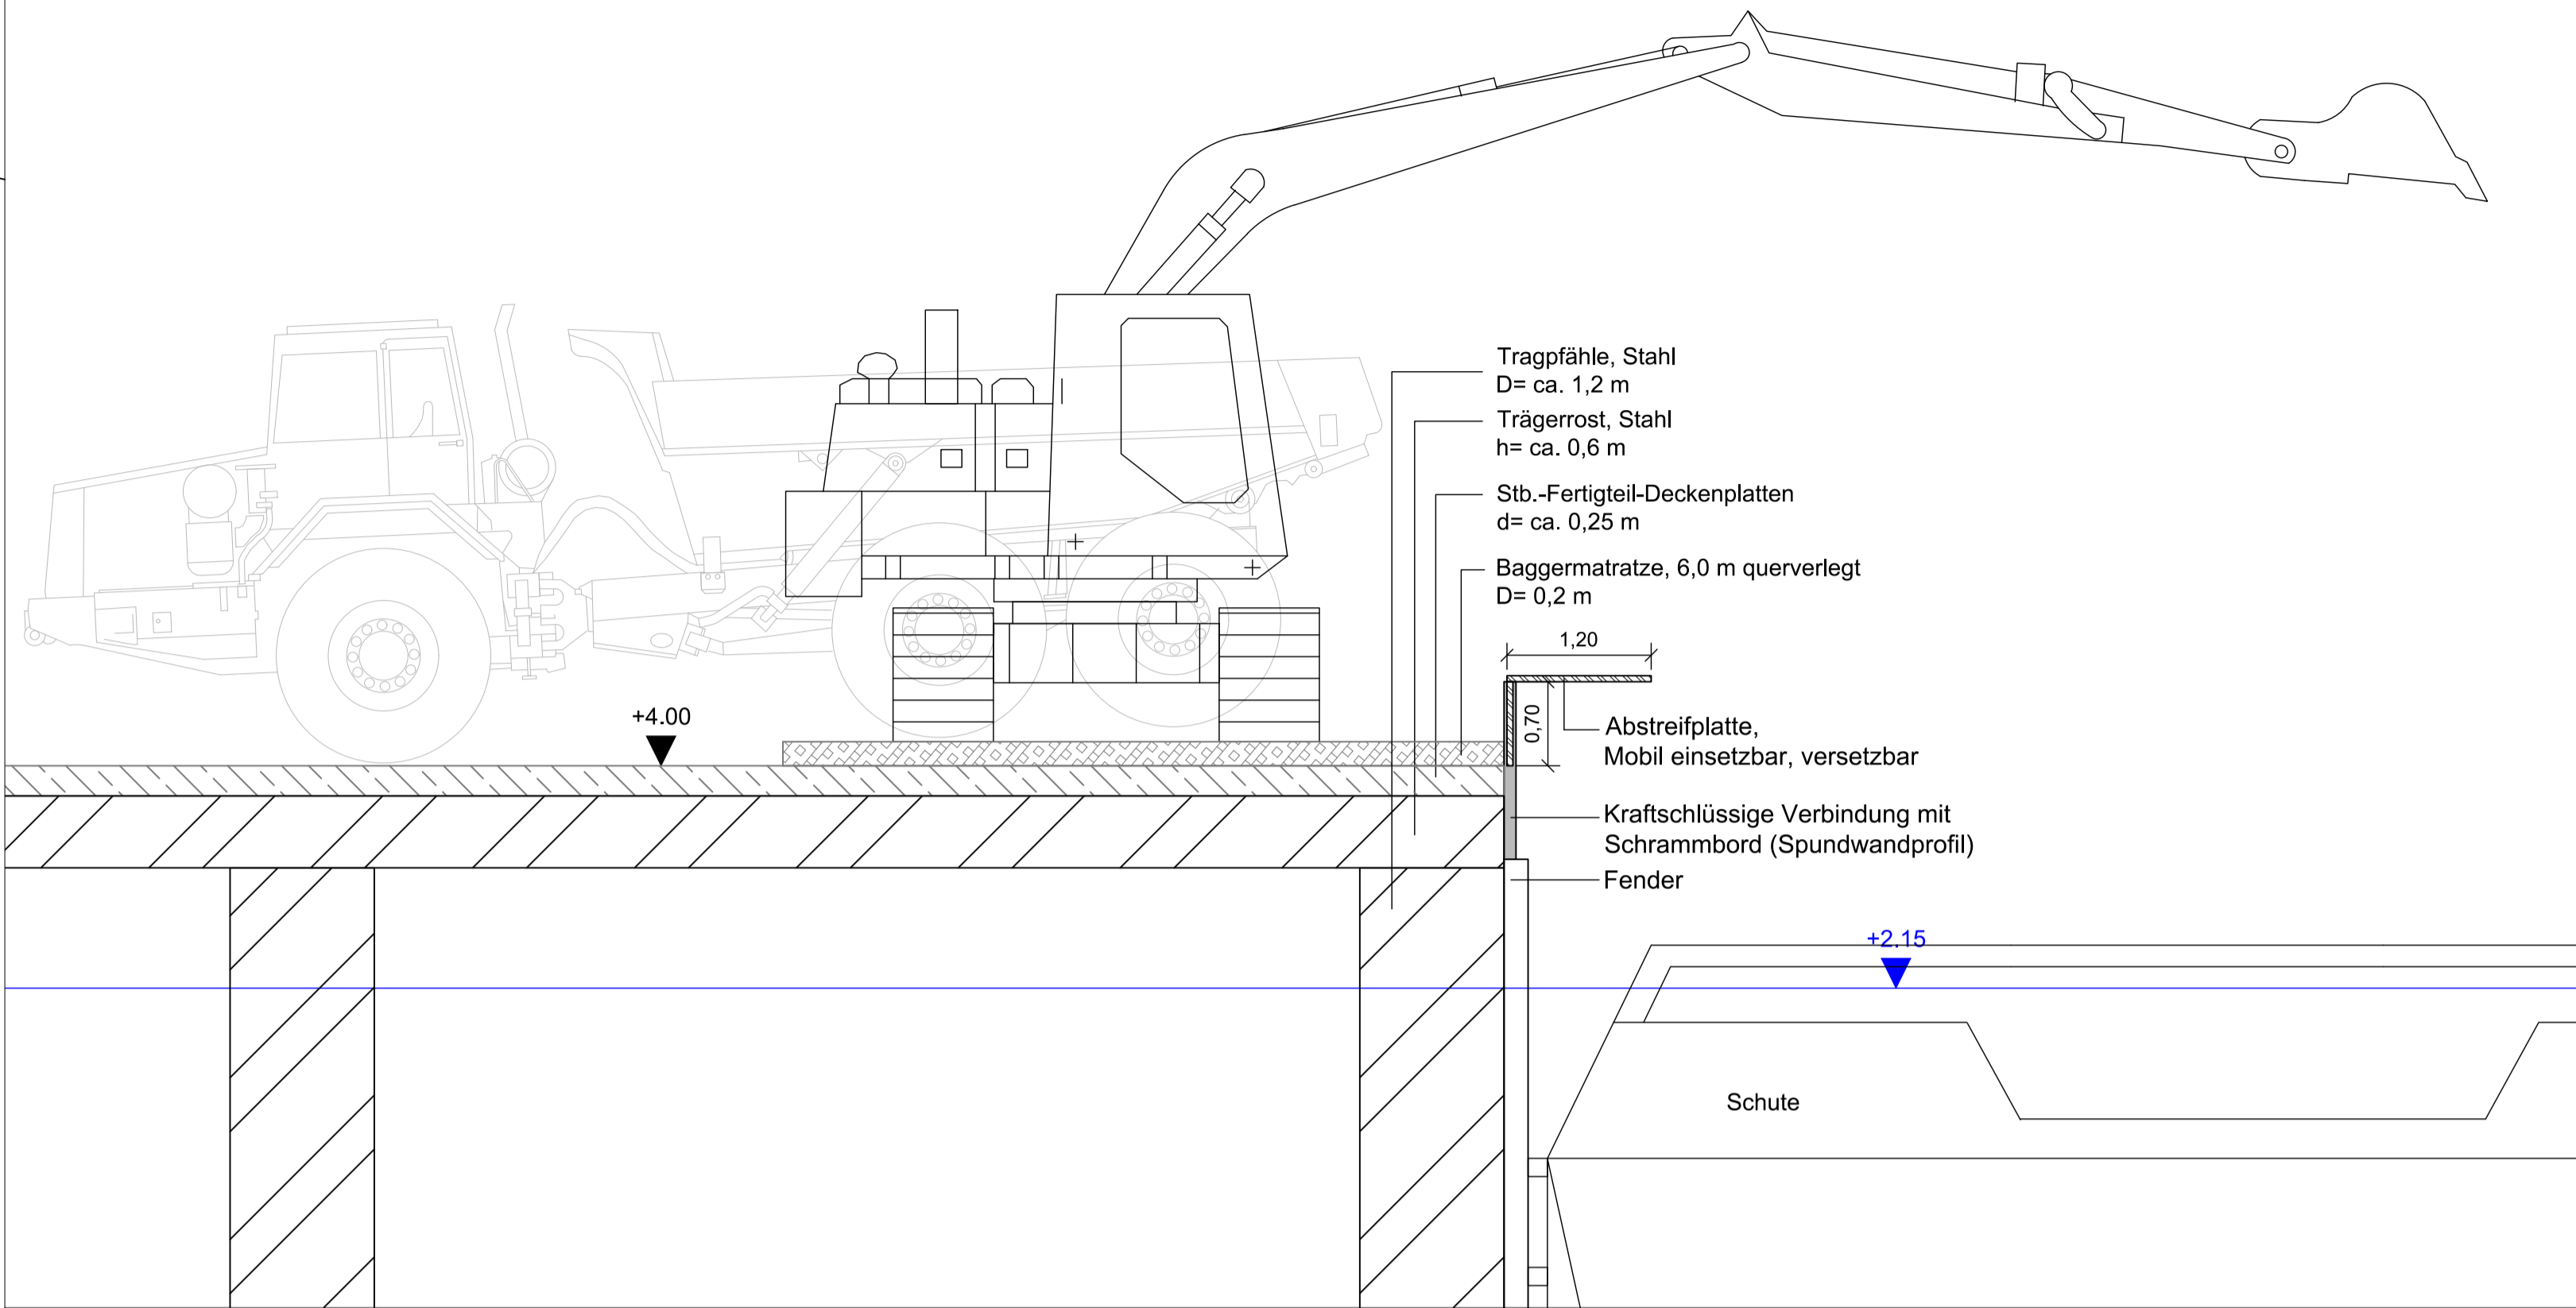 Tragpfähle, Stahl
D= ca. 1,2 m
Trägerrost, Stahl
h= ca. 0,6 m
Stb.-Fertigteil-Deckenplatten
d= ca. 0,25 m
Baggermatratze, 6,0 m querverlegt
D= 0,2 m
1,20
0,70
+4.00
Abstreifplatte,
Mobil einsetzbar, versetzbar
Kraftschlüssige Verbindung mit
Schrammbord (Spundwandprofil)
Fender
+2.15
Schute